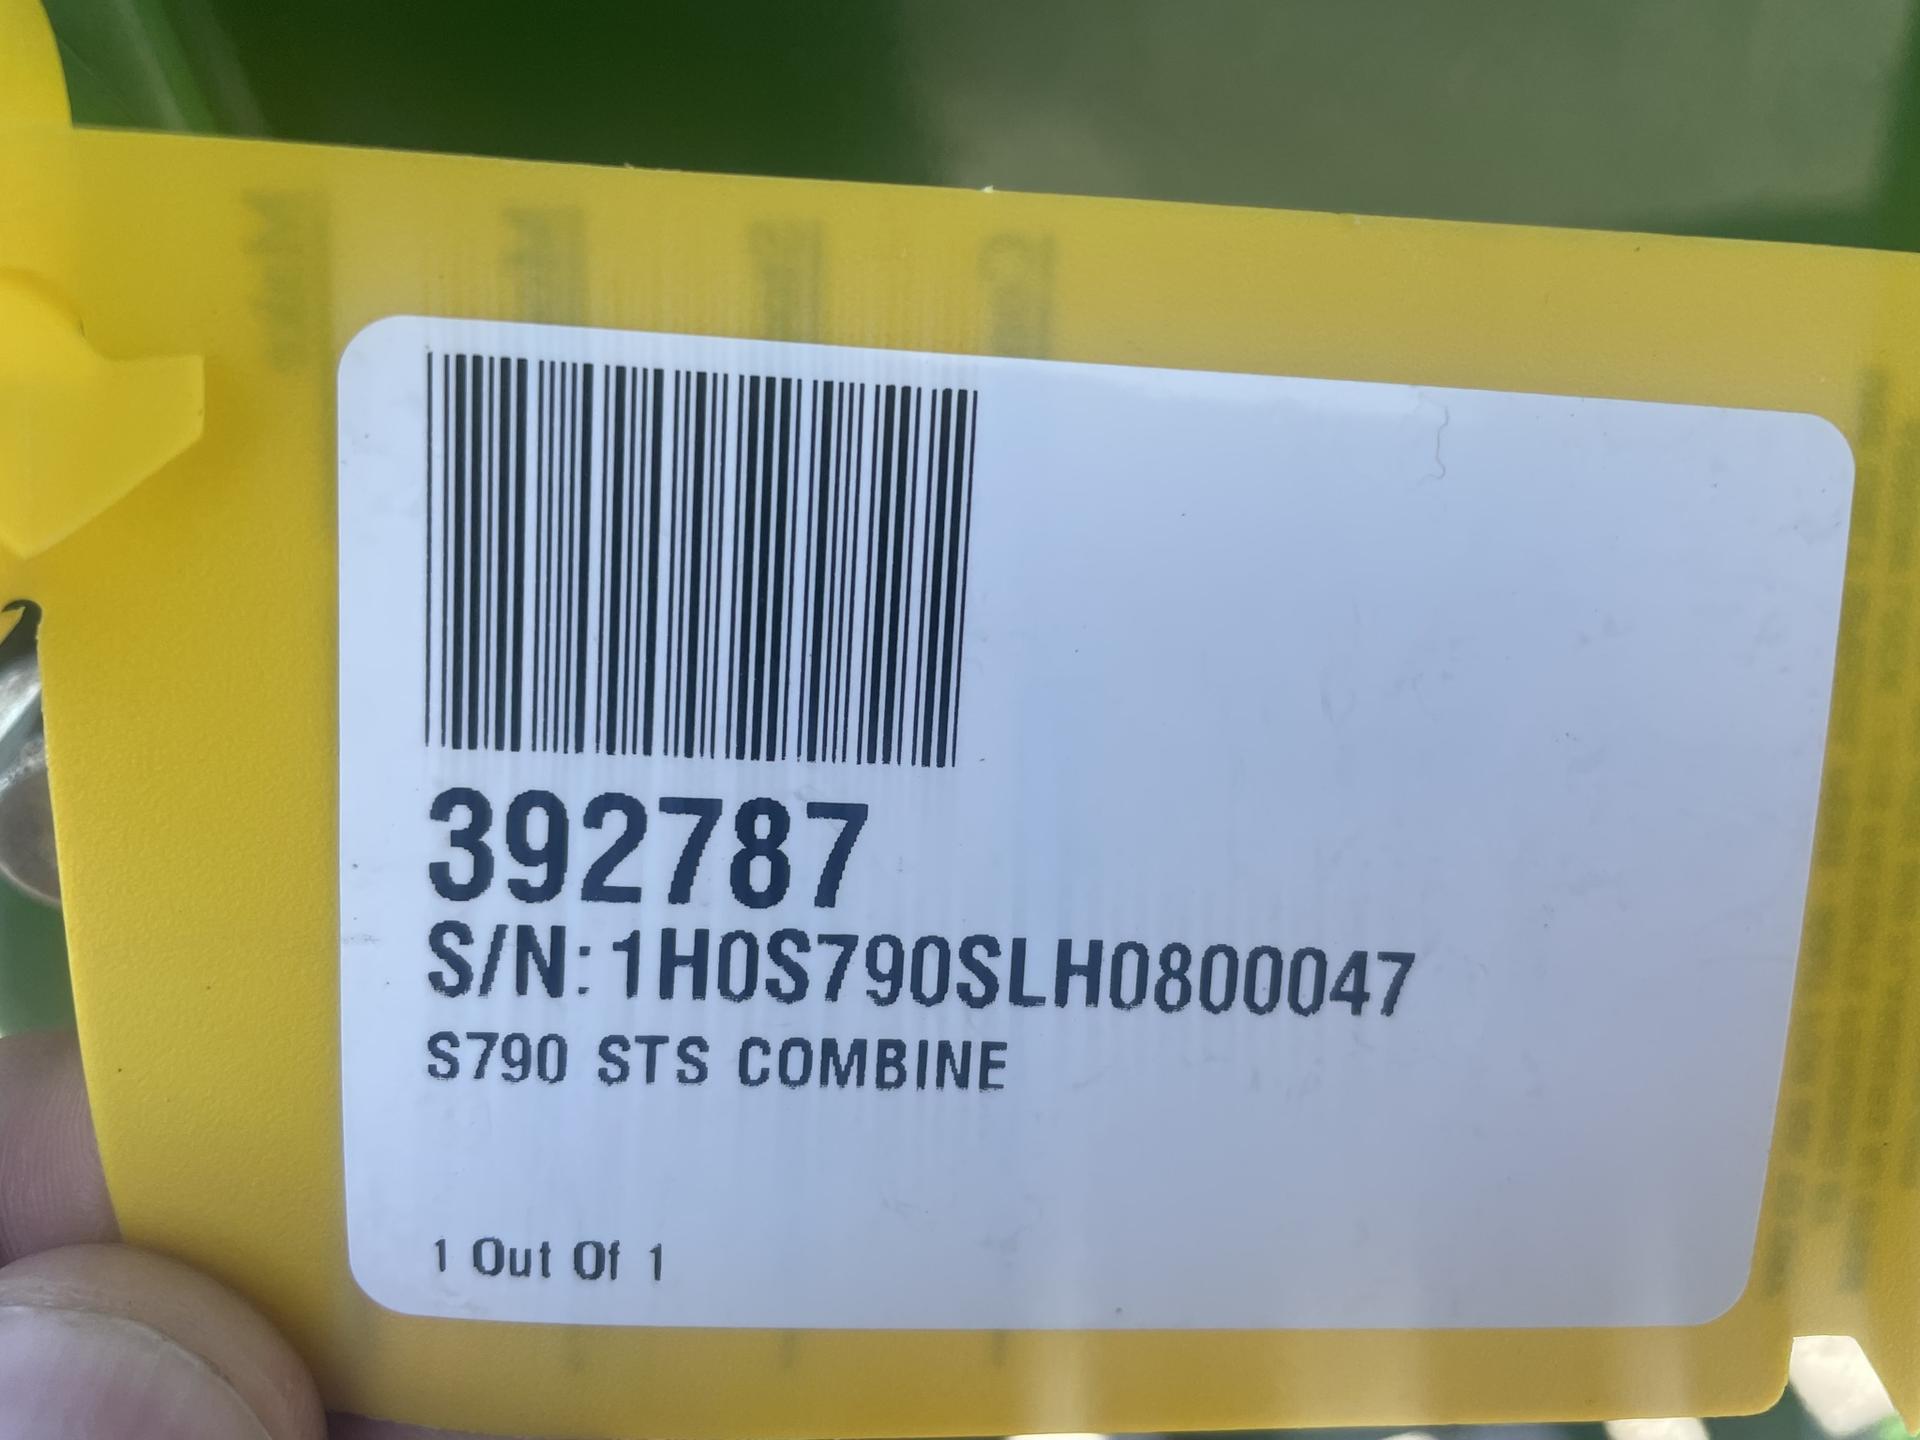 392787
S/N: 1H0S790SLH0800047
S790 STS COMBINE
1 Out Of 1